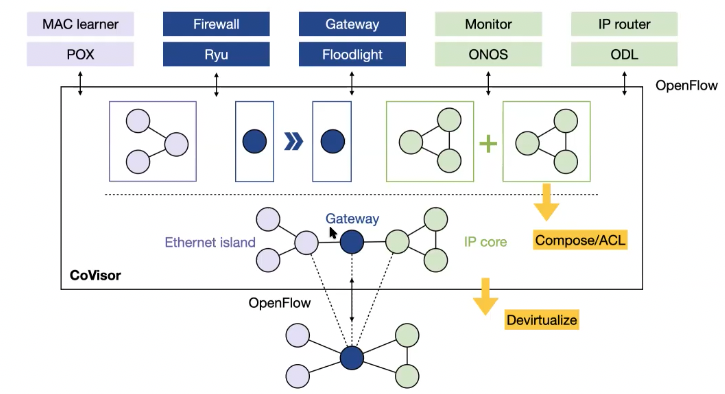 MAC learner
Firewall
Gateway
Monitor
IP router
POX
Ryu
Floodlight
ONOS
ODL
OpenFlow
»
+
Gateway
Ethernet island
IP core
Compose/ACL
CoVisor
OpenFlow
Devirtualize